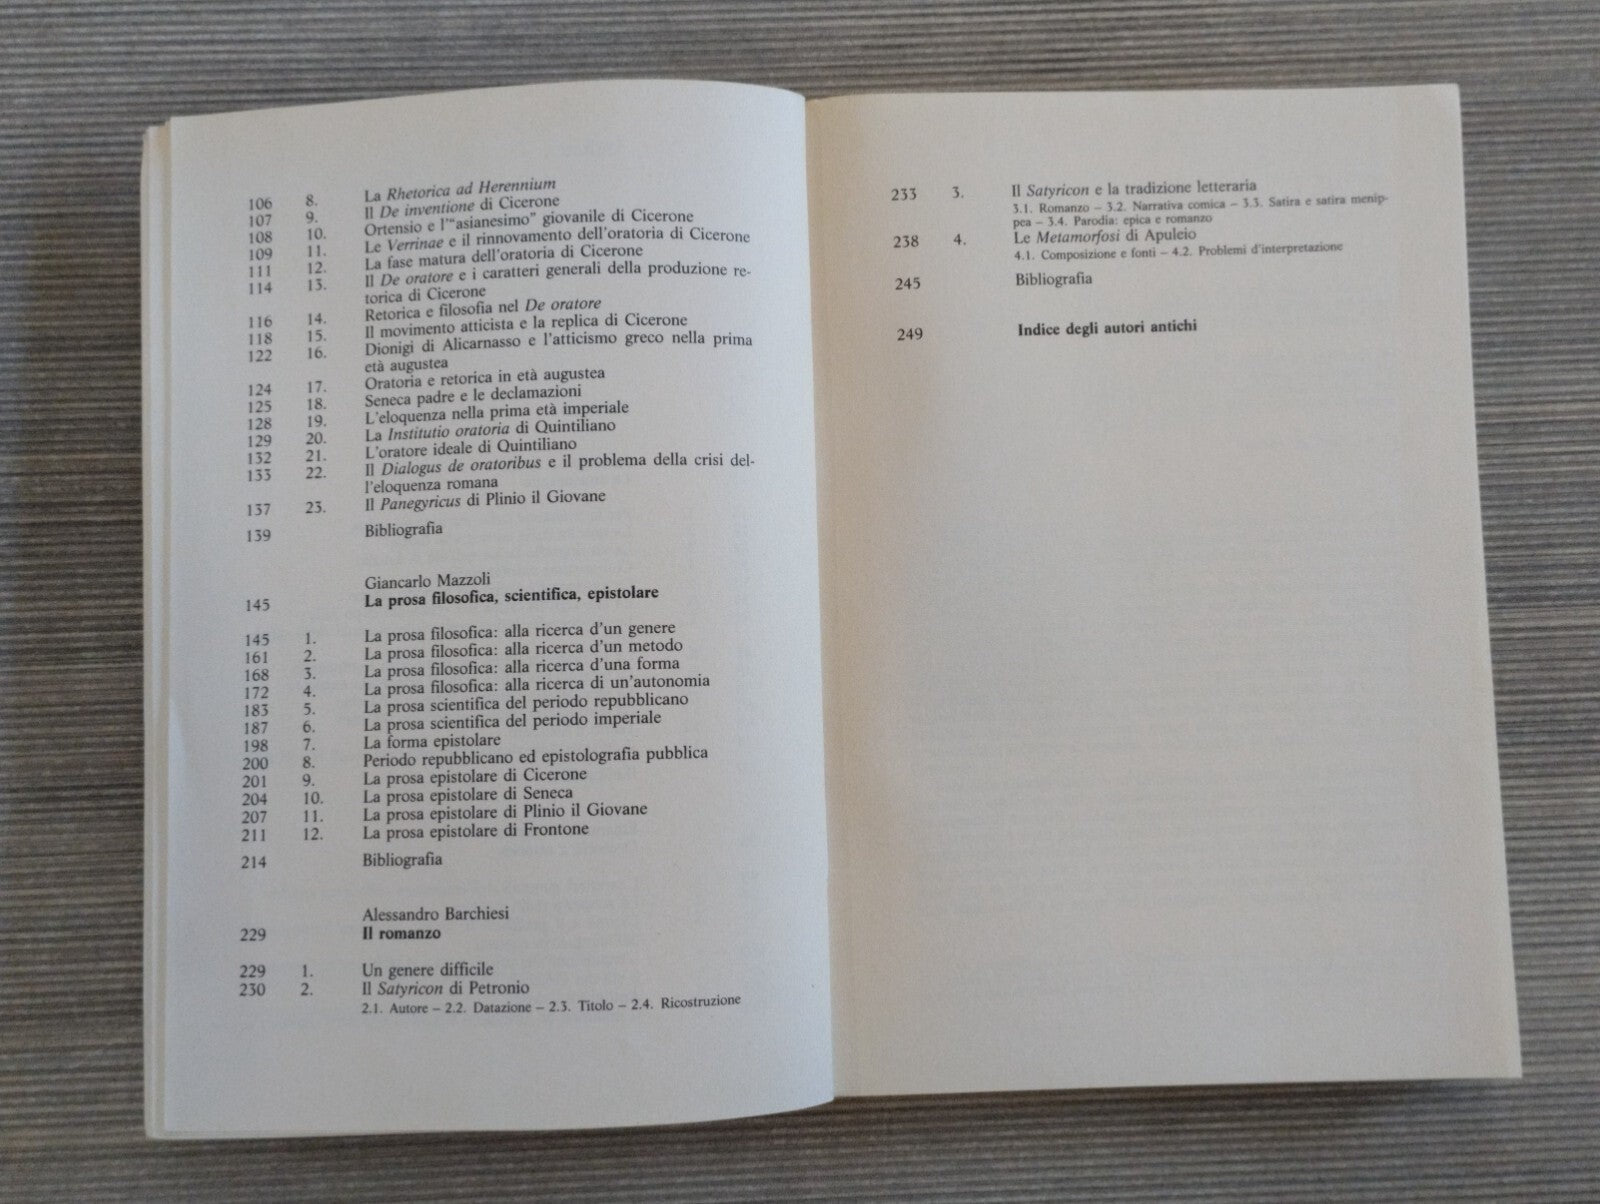 106 8. La Rhetorica ad Herennium
107 9. Il De inventione di Cicerone
108 10. Ortensio e l'“asianesimo” giovanile di Cicerone
109 11. Le Verrinae e il rinnovamento dell'oratoria di Cicerone
111 12. La fase matura dell'oratoria di Cicerone
114 13. Il De oratore e i caratteri generali della produzione re-
torica di Cicerone
116 14. Retorica e filosofia nel De oratore
118 15. Il movimento atticista e la replica di Cicerone
122 16. Dionigi di Alicarnasso e l'atticismo greco nella prima
età augustea
124 17. Oratoria e retorica in età augustea
125 18. Seneca padre e le declamazioni
128 19. L'eloquenza nella prima età imperiale
129 20. La Institutio oratoria di Quintiliano
132 21. L'oratore ideale di Quintiliano
133 22. Il Dialogus de oratoribus e il problema della crisi del-
l'eloquenza romana
137 23. Il Panegyricus di Plinio il Giovane
139 Bibliografia
Giancarlo Mazzoli
145 La prosa filosofica, scientifica, epistolare
145 1. La prosa filosofica: alla ricerca d'un genere
161 2. La prosa filosofica: alla ricerca d'un metodo
168 3. La prosa filosofica: alla ricerca d'una forma
172 4. La prosa filosofica: alla ricerca di un'autonomia
183 5. La prosa scientifica del periodo repubblicano
187 6. La prosa scientifica del periodo imperiale
198 7. La forma epistolare
200 8. Periodo repubblicano ed epistolografia pubblica
201 9. La prosa epistolare di Cicerone
204 10. La prosa epistolare di Seneca
207 11. La prosa epistolare di Plinio il Giovane
211 12. La prosa epistolare di Frontone
214 Bibliografia
Alessandro Barchiesi
229 Il romanzo
229 1. Un genere difficile
230 2. Il Satyricon di Petronio
2.1. Autore – 2.2. Datazione – 2.3. Titolo – 2.4. Ricostruzione
233 3. Il Satyricon e la tradizione letteraria
3.1. Romanzo – 3.2. Narrativa comica – 3.3. Satira e satira menip-
pea – 3.4. Parodia: epica e romanzo
238 4. Le Metamorfosi di Apuleio
4.1. Composizione e fonti – 4.2. Problemi d'interpretazione
245 Bibliografia
249 Indice degli autori antichi